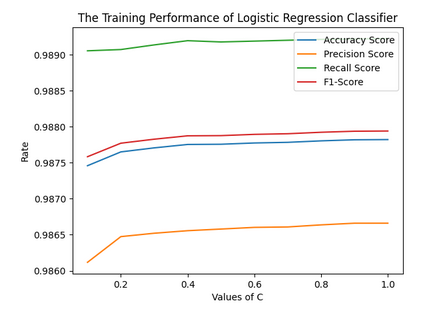 The Training Performance of Logistic Regression Classifier
Accuracy Score
Precision Score
Recall Score
F1-Score
0.9890
0.9885
0.9880
0.9875
0.9870
0.9865
0.9860
Rate
0.2 0.4 0.6 0.8 1.0
Values of C